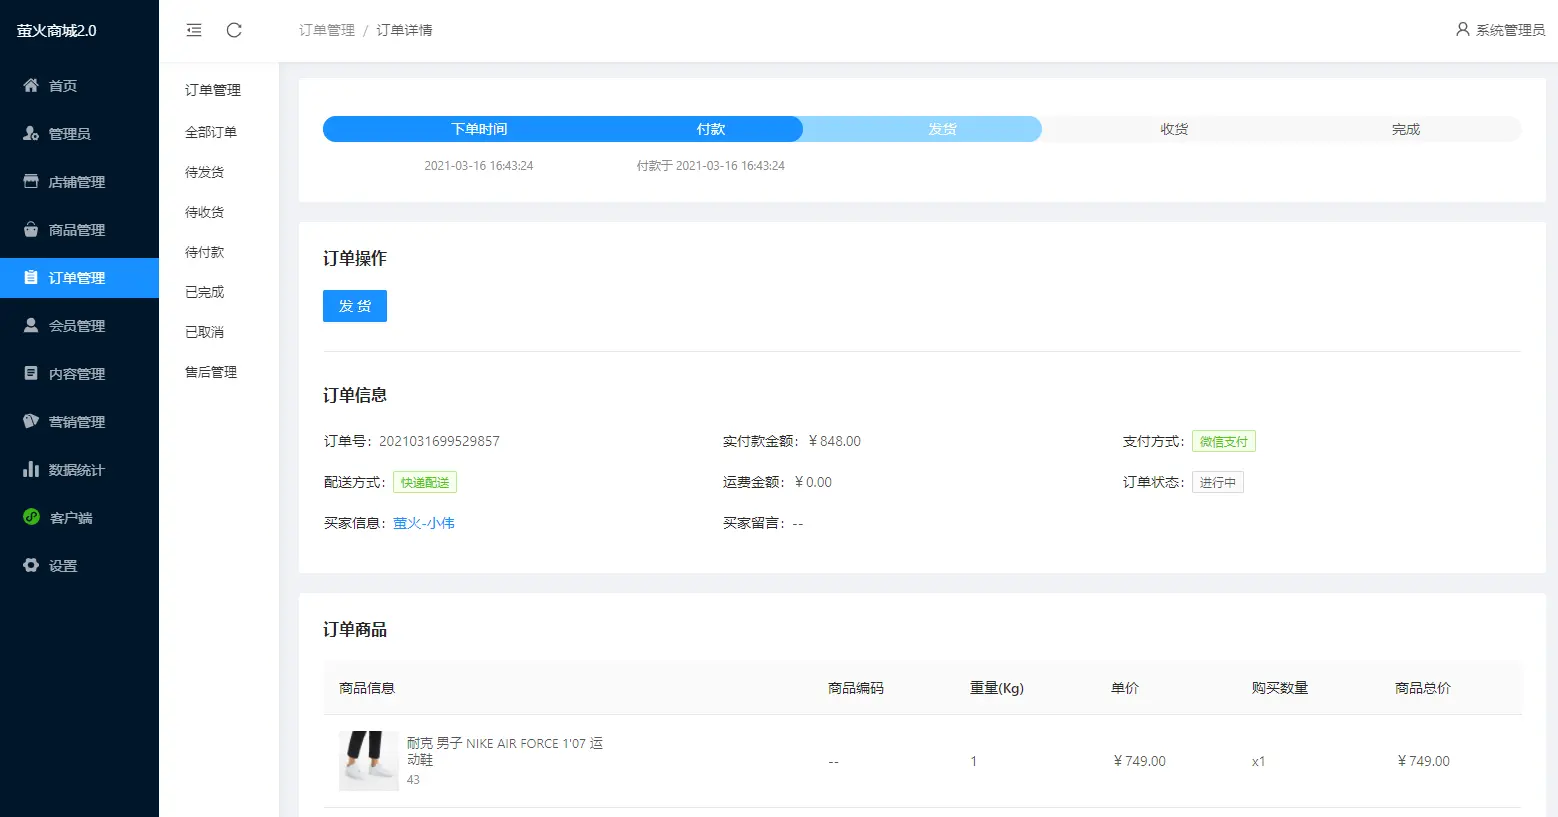 萤火商城2.0
订单管理 / 订单详情
系统管理员
首页
管理员
店铺管理
商品管理
订单管理
会员管理
内容管理
营销管理
数据统计
客户端
设置
订单管理
全部订单
待发货
待收货
待付款
已完成
已取消
售后管理
下单时间 付款 发货 收货 完成
2021-03-16 16:43:24 付款于 2021-03-16 16:43:24
订单操作
发 货
订单信息
订单号: 2021031699529857 实付款金额: ￥848.00 支付方式: 微信支付
配送方式: 快递配送 运费金额: ￥0.00 订单状态: 进行中
买家信息: 萤火-小伟 买家留言: --
订单商品
商品信息 商品编码 重量(Kg) 单价 购买数量 商品总价
耐克 男子 NIKE AIR FORCE 1'07 运
动鞋
43
-- 1 ￥749.00 x1 ￥749.00